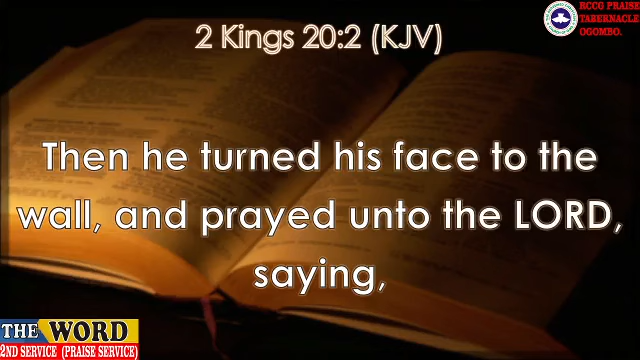 2 Kings 20:2 (KJV)
RCCG PRAISE
TABERNACLE
OGOMBO.
Then he turned his face to the
wall, and prayed unto the LORD,
saying,
THE WORD
2ND SERVICE (PRAISE SERVICE)